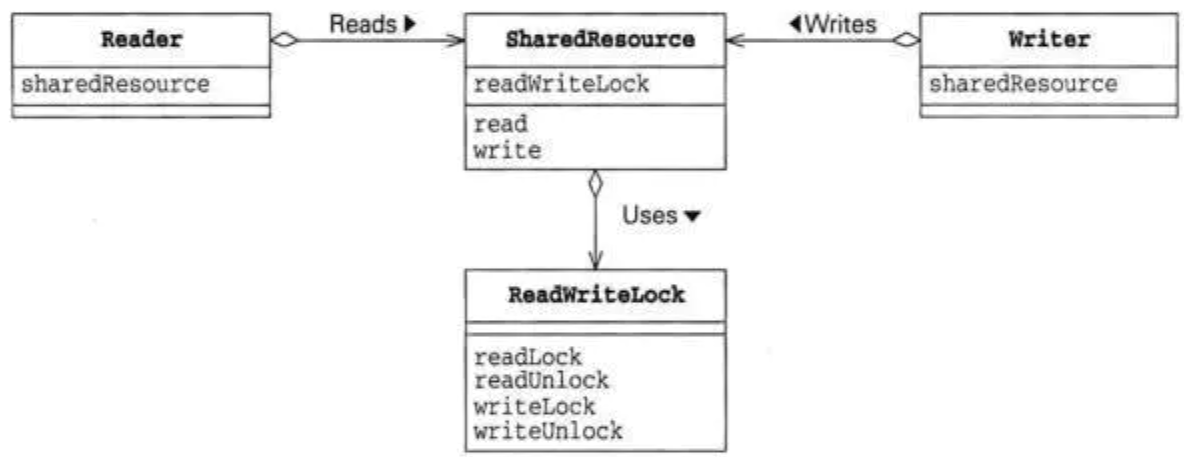 Reader
Reads ▶
SharedResource
◀Writes
Writer
sharedResource
readWriteLock
sharedResource
read
write
Uses ▼
ReadWriteLock
readLock
readUnlock
writeLock
writeUnlock